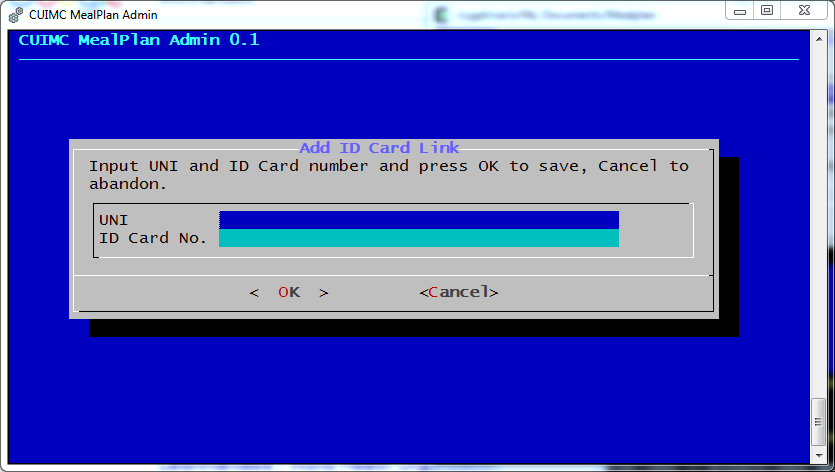 CUIMC MealPlan Admin
CUIMC MealPlan Admin 0.1
Add ID Card Link
Input UNI and ID Card number and press OK to save, Cancel to
abandon.
UNI
ID Card No.
<  OK  > <Cancel>